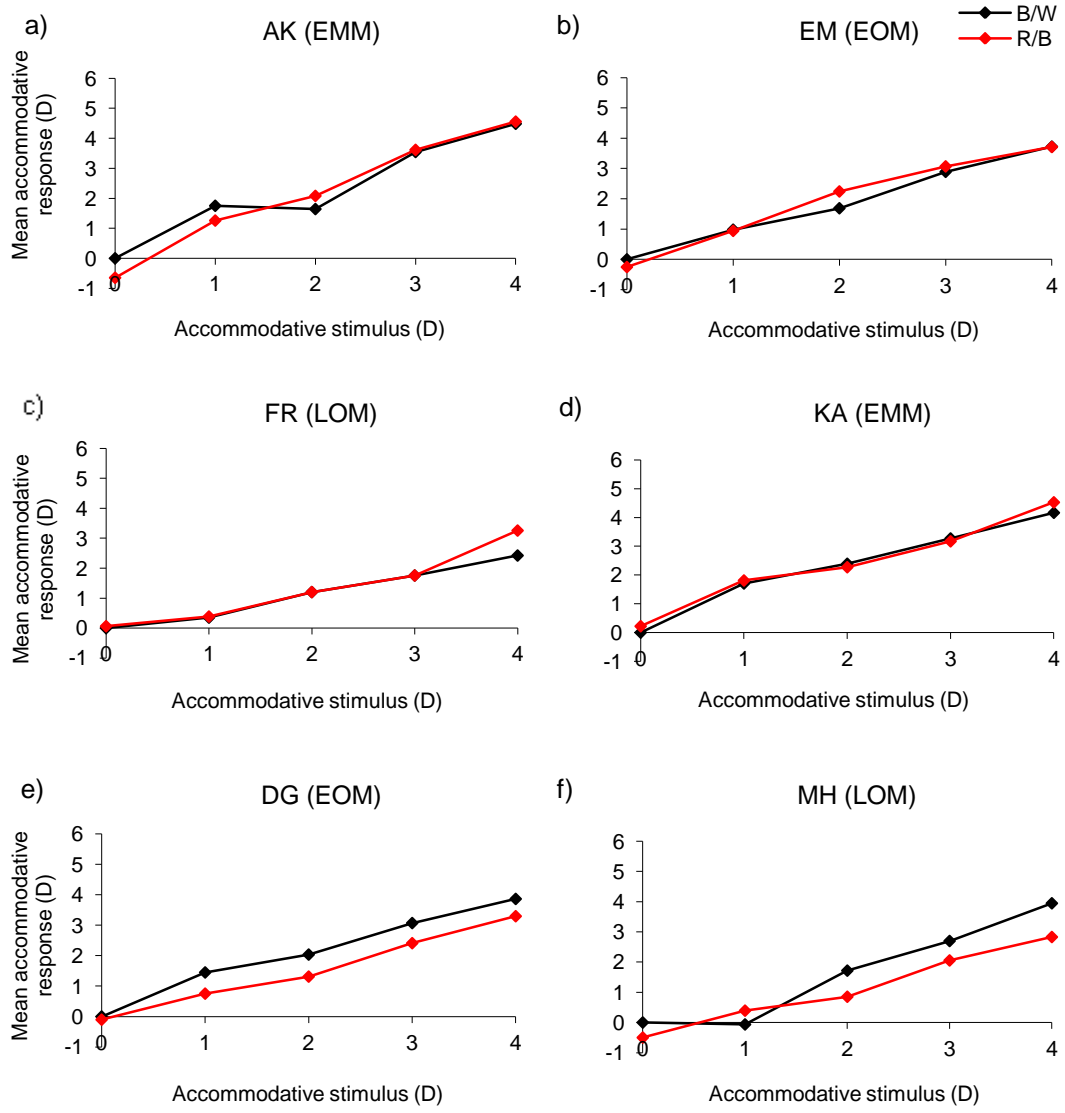 a)
AK (EMM)
b)
EM (EOM)
B/W
R/B
Mean accommodative
response (D)
6
5
4
3
2
1
0
-1
0 1 2 3 4
Accommodative stimulus (D)
6
5
4
3
2
1
0
-1
0 1 2 3 4
Accommodative stimulus (D)
c)
FR (LOM)
d)
KA (EMM)
Mean accommodative
response (D)
6
5
4
3
2
1
0
-1
0 1 2 3 4
Accommodative stimulus (D)
6
5
4
3
2
1
0
-1
0 1 2 3 4
Accommodative stimulus (D)
e)
DG (EOM)
f)
MH (LOM)
Mean accommodative
response (D)
6
5
4
3
2
1
0
-1
0 1 2 3 4
Accommodative stimulus (D)
6
5
4
3
2
1
0
-1
0 1 2 3 4
Accommodative stimulus (D)